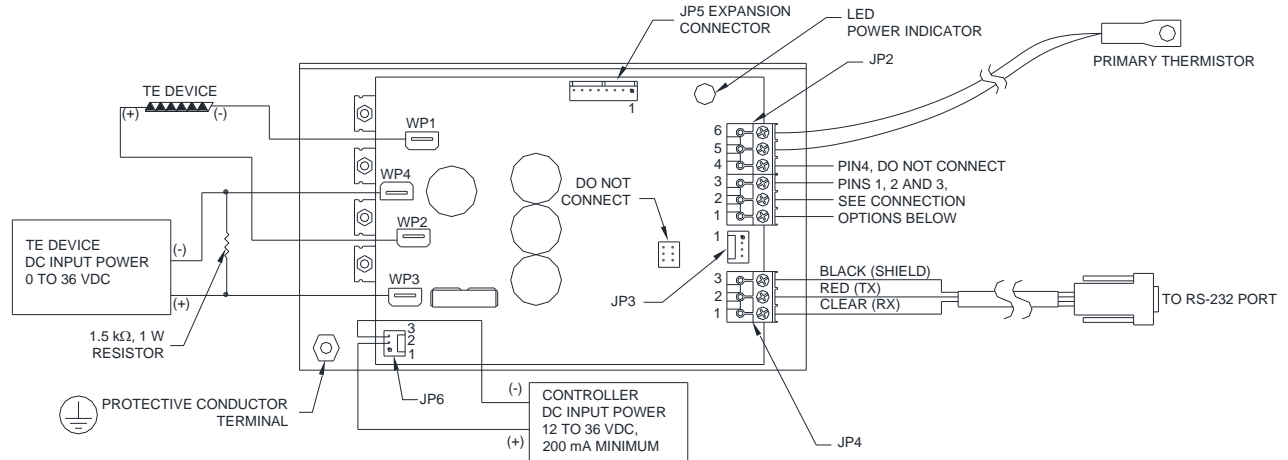 JP5 EXPANSION
CONNECTOR
LED
POWER INDICATOR
JP2
PRIMARY THERMISTOR
TE DEVICE
(+)
(-)
1
WP1
6
5
4
3
2
1
PIN4, DO NOT CONNECT
PINS 1, 2 AND 3,
SEE CONNECTION
OPTIONS BELOW
WP4
DO NOT
CONNECT
WP2
TE DEVICE
DC INPUT POWER
0 TO 36 VDC
(-)
(+)
WP3
1
JP3
3
2
1
BLACK (SHIELD)
RED (TX)
CLEAR (RX)
TO RS-232 PORT
1.5 kΩ, 1 W
RESISTOR
3
2
1
PROTECTIVE CONDUCTOR
TERMINAL
JP6
(-)
(+)
CONTROLLER
DC INPUT POWER
12 TO 36 VDC,
200 mA MINIMUM
JP4